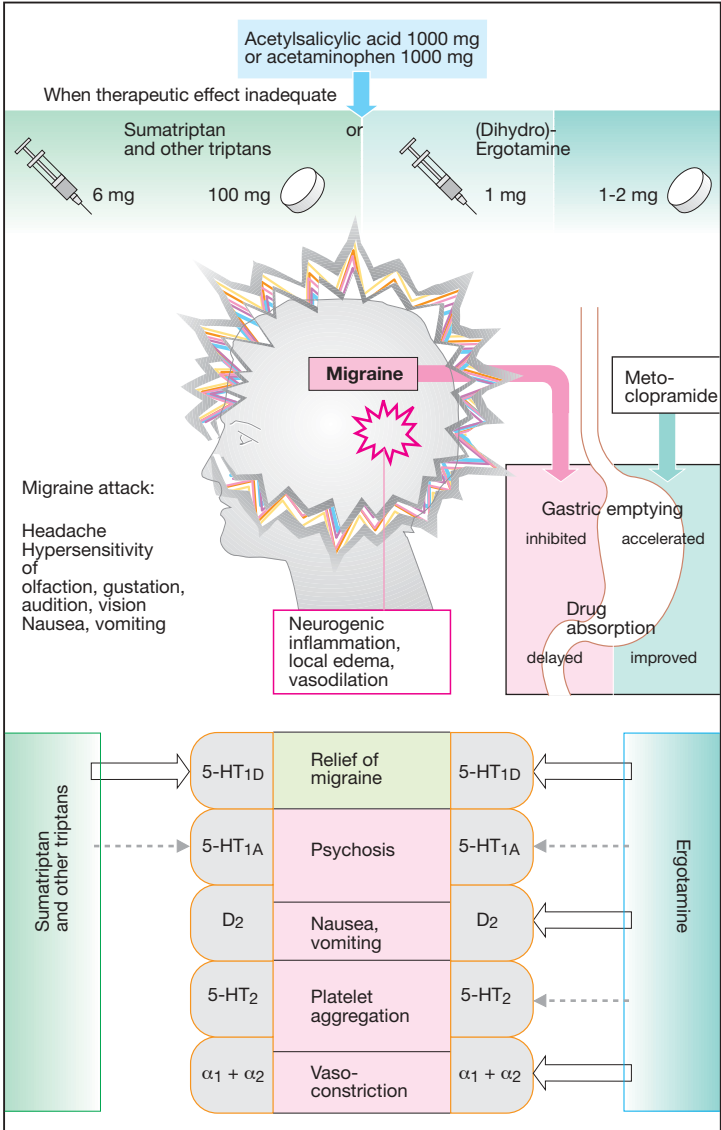 Acetylsalicylic acid 1000 mg
or acetaminophen 1000 mg
When therapeutic effect inadequate
Sumatriptan
and other triptans
or
(Dihydro)-
Ergotamine
6 mg
100 mg
1 mg
1-2 mg
Migraine
Meto-
clopramide
Migraine attack:
Headache
Hypersensitivity
of
olfaction, gustation,
audition, vision
Nausea, vomiting
Neurogenic
inflammation,
local edema,
vasodilation
Gastric emptying
inhibited
accelerated
Drug
absorption
delayed
improved
Sumatriptan
and other triptans
5-HT1D
Relief of
migraine
5-HT1D
5-HT1A
Psychosis
5-HT1A
D2
Nausea,
vomiting
D2
5-HT2
Platelet
aggregation
5-HT2
α1 + α2
Vaso-
constriction
α1 + α2
Ergotamine